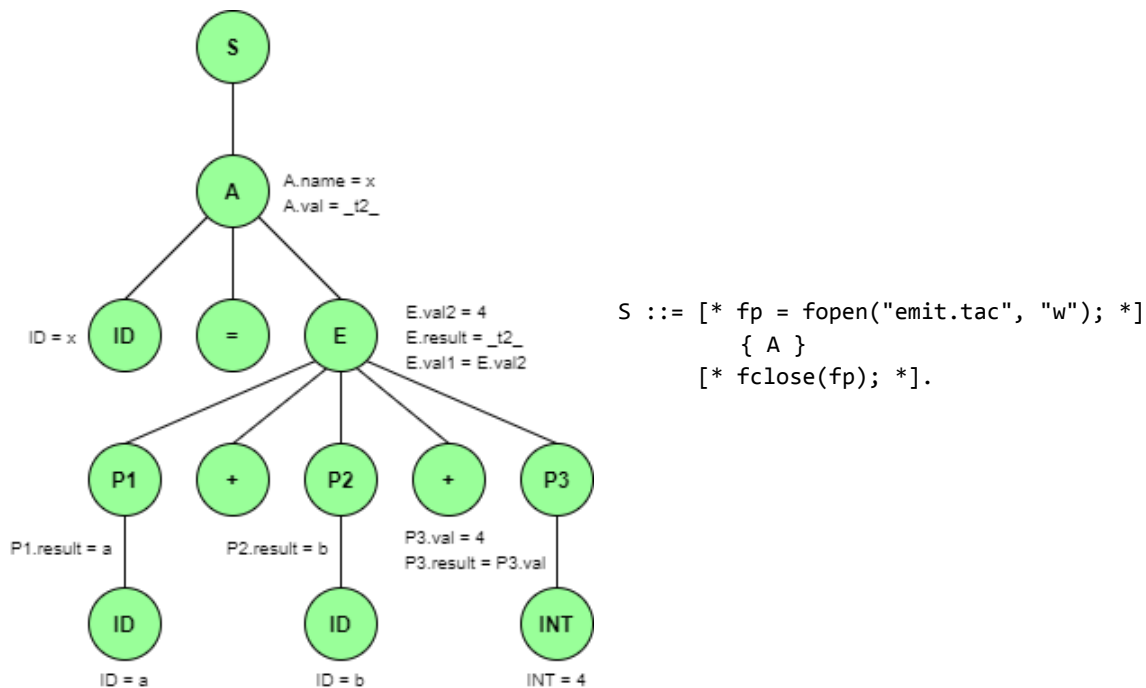 S
A
A.name = x
A.val = _t2_
ID = x
ID
=
E
E.val2 = 4
E.result = _t2_
E.val1 = E.val2
P1
+
P2
+
P3
P1.result = a
P2.result = b
P3.val = 4
P3.result = P3.val
ID
ID
INT
ID = a
ID = b
INT = 4
S ::= [* fp = fopen("emit.tac", "w"); *]
{ A }
[* fclose(fp); *].